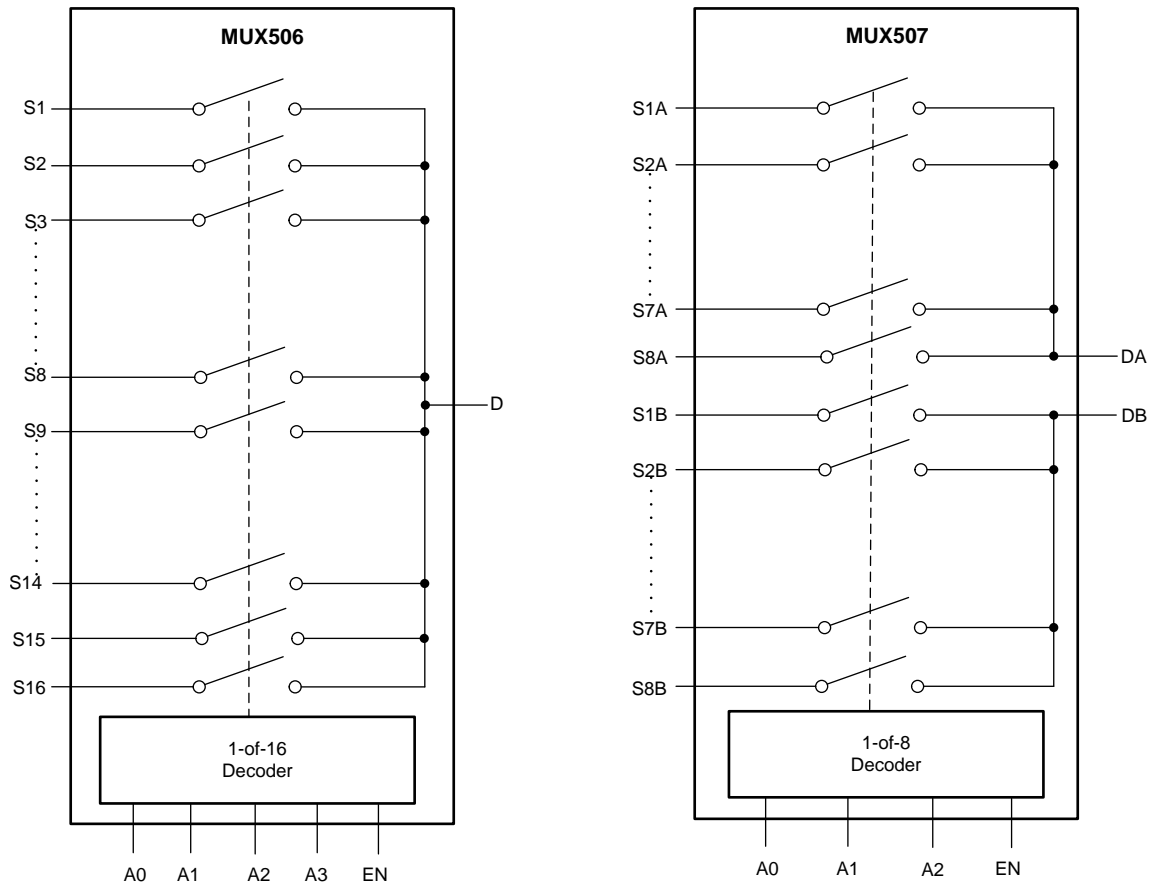 MUX506
S1
S2
S3
S8
S9
S14
S15
S16
D
1-of-16
Decoder
A0 A1 A2 A3 EN
MUX507
S1A
S2A
S7A
S8A
S1B
S2B
S7B
S8B
DA
DB
1-of-8
Decoder
A0 A1 A2 EN